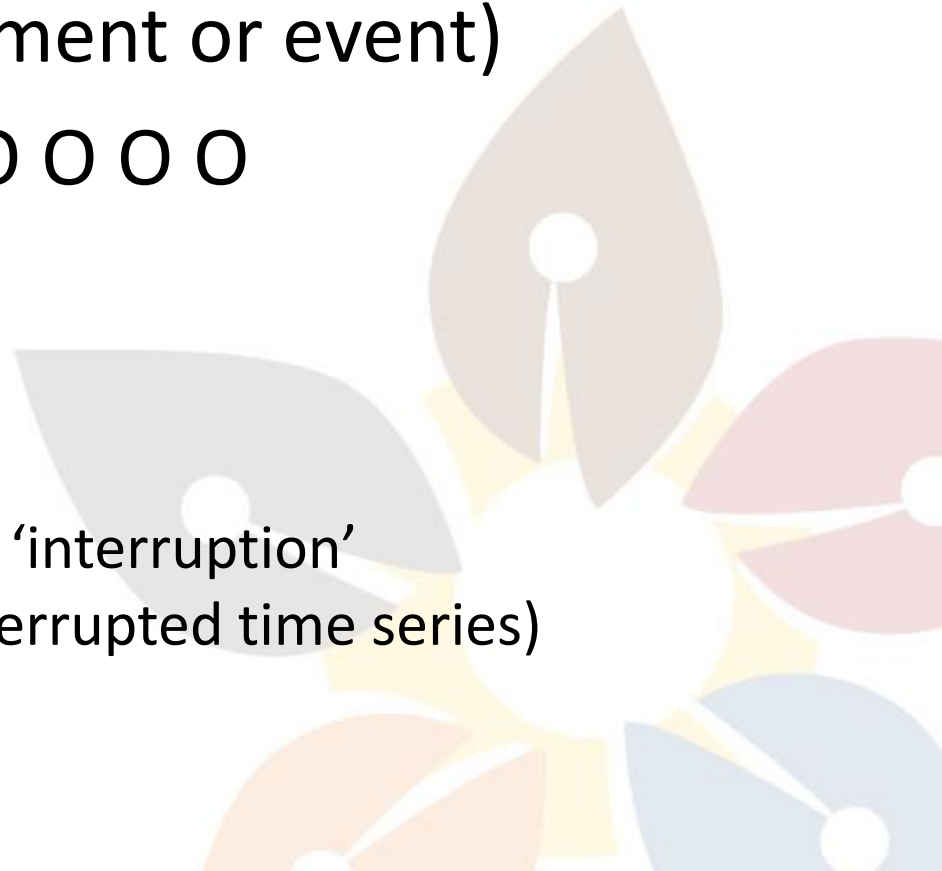 ment or event)
O O O O
‘interruption’
errupted time series)